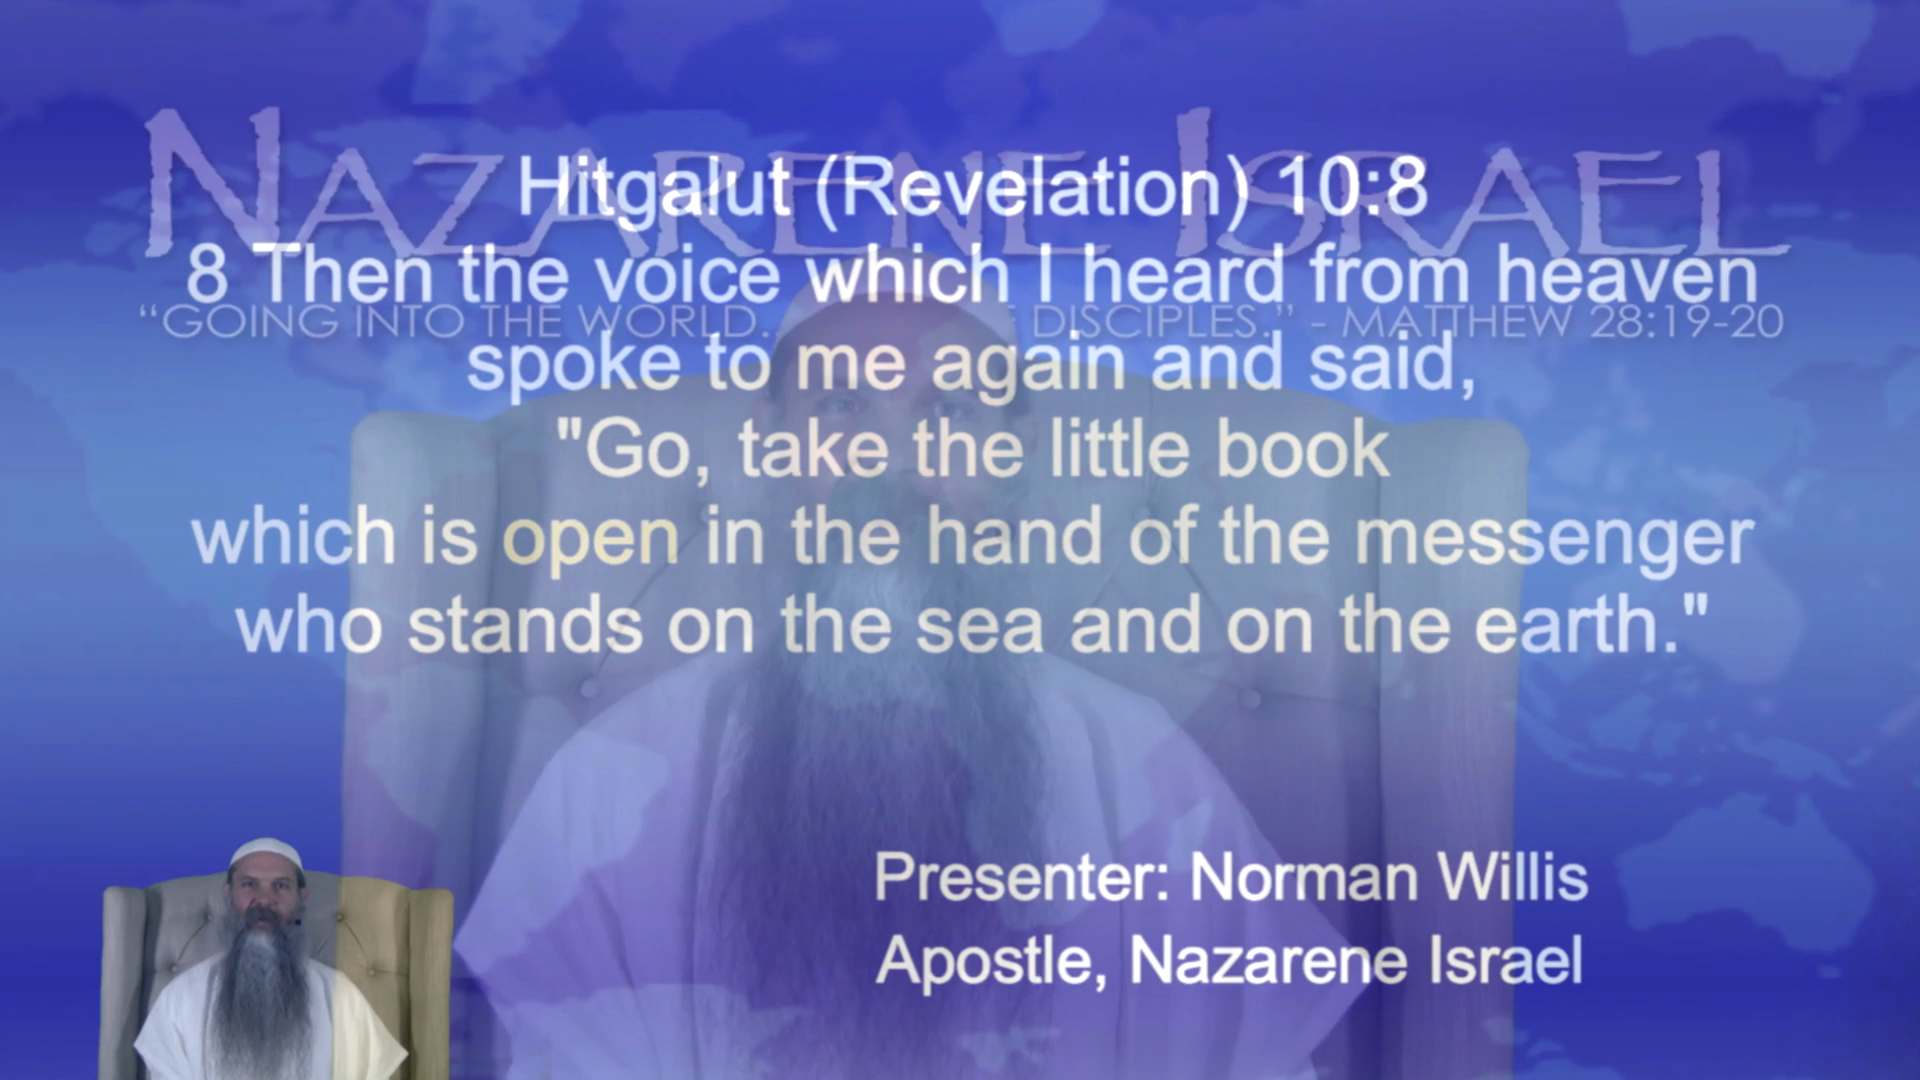 NAZARENE ISRAEL
Hitgalut (Revelation) 10:8
8 Then the voice which I heard from heaven
“GOING INTO THE WORLD. DISCIPLES.” - MATTHEW 28:19-20
spoke to me again and said,
"Go, take the little book
which is open in the hand of the messenger
who stands on the sea and on the earth."
Presenter: Norman Willis
Apostle, Nazarene Israel